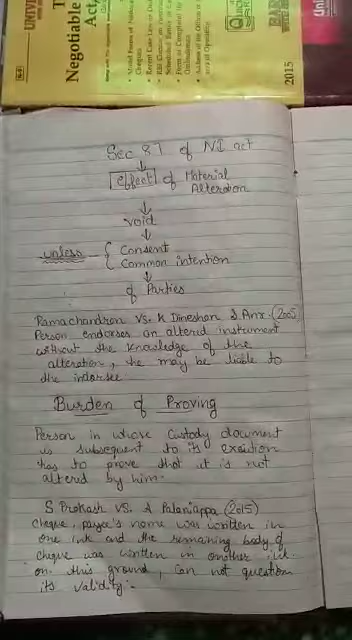 UNIV
Negotiable
Act,
2015
Sec 87 of NI act
Effect of Material
Alteration
void
unless
Consent
Common intention
of Parties
Ramachandran Vs. K Dineshan & Anr. (2005)
Person endorses an altered instrument
without the knowledge of the
alteration, he may be liable to
the indorsee
Burden of Proving
Person in whose Custody document
is subsequent to its exeution
has to prove that it is not
altered by him.
S Prakash VS. A Palaniappa (2015)
cheque, payee's name was written in
one ink and the remaining body of
cheque was written in another ink
on this ground, can not question
its validity.